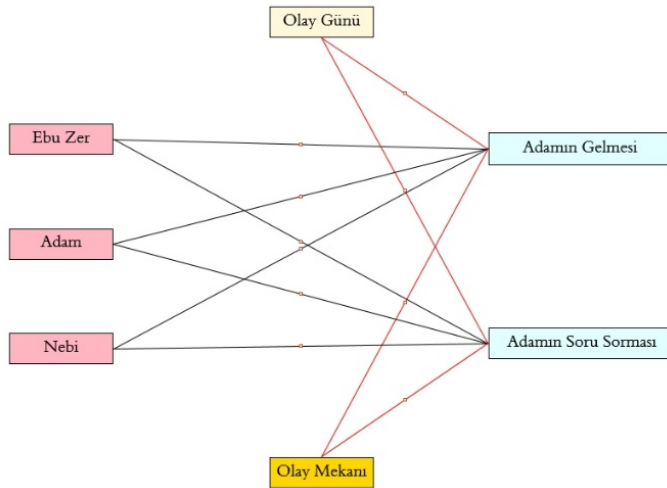 Olay Günü
Ebu Zer
Adamın Gelmesi
Adam
Adamın Soru Sorması
Nebi
Olay Mekanı